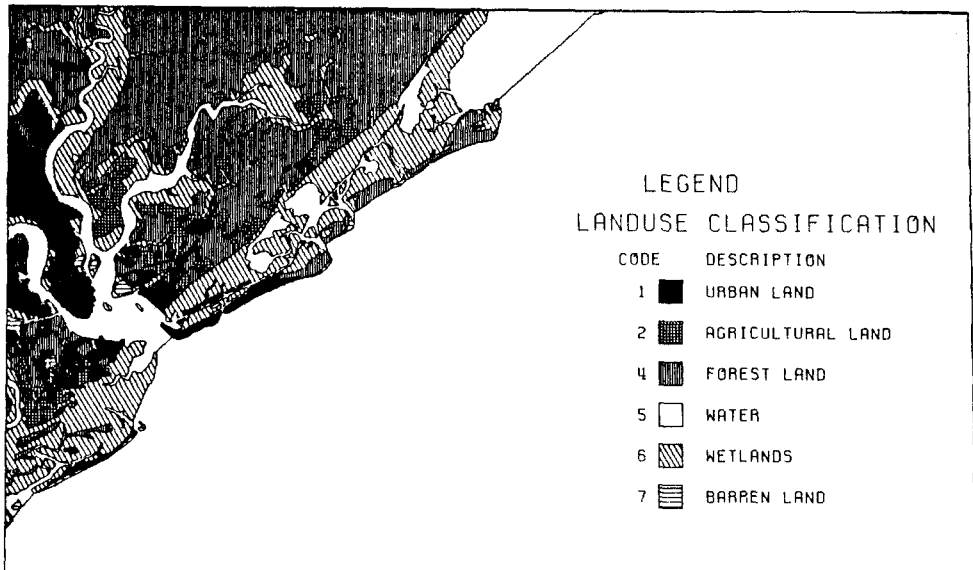 LEGEND
LANDUSE CLASSIFICATION
CODE DESCRIPTION
1 URBAN LAND
2 AGRICULTURAL LAND
4 FOREST LAND
5 WATER
6 WETLANDS
7 BARREN LAND